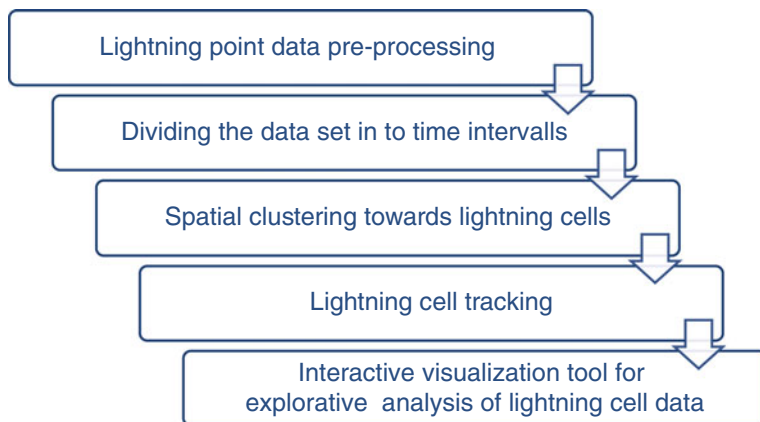 Lightning point data pre-processing
Dividing the data set in to time intervalls
Spatial clustering towards lightning cells
Lightning cell tracking
Interactive visualization tool for
explorative analysis of lightning cell data